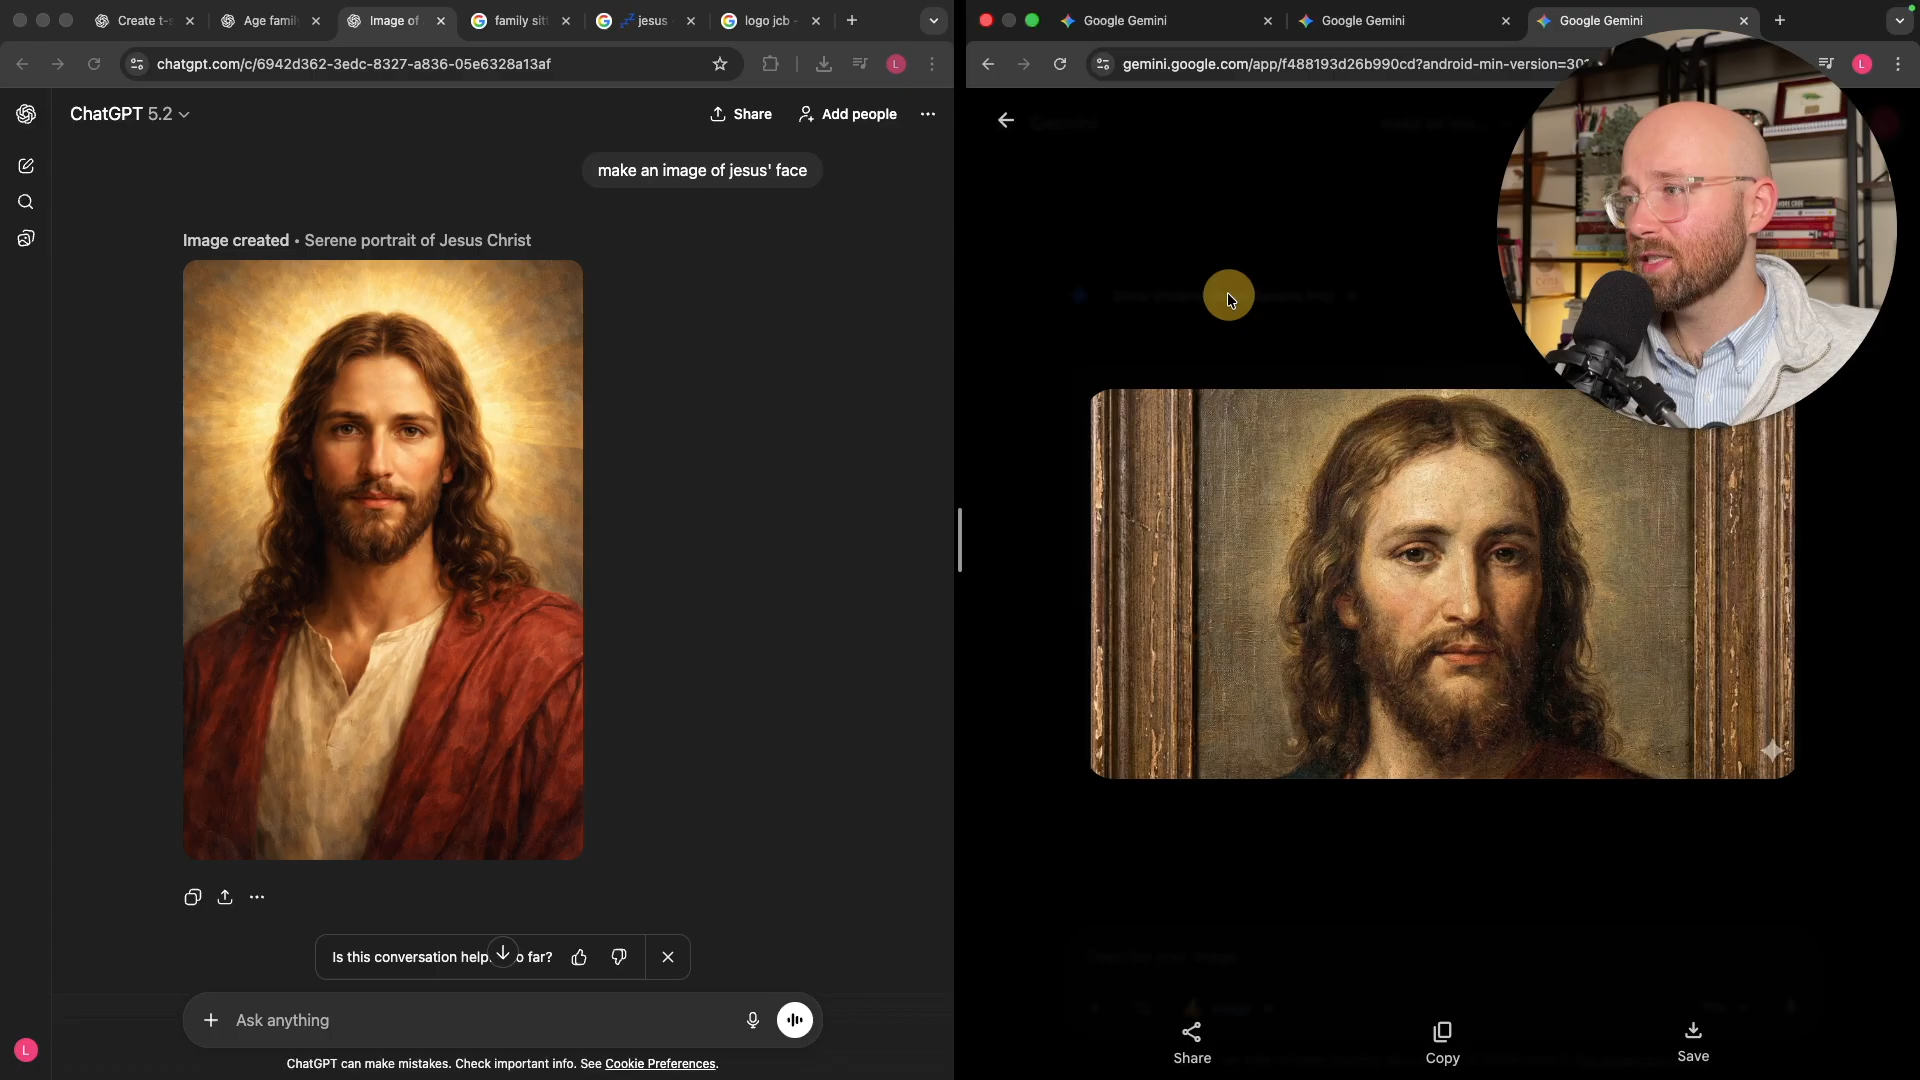 Create t-s
Age famil
Image of
family sitt
💤 jesus
logo jcb -
chatgpt.com/c/6942d362-3edc-8327-a836-05e6328a13af
L
ChatGPT 5.2
Share
Add people
make an image of jesus' face
Image created • Serene portrait of Jesus Christ
Is this conversation help
o far?
Ask anything
L
ChatGPT can make mistakes. Check important info. See Cookie Preferences.
Google Gemini
Google Gemini
Google Gemini
gemini.google.com/app/f488193d26b990cd?android-min-version=301
L
Gemini
Share
Copy
Save